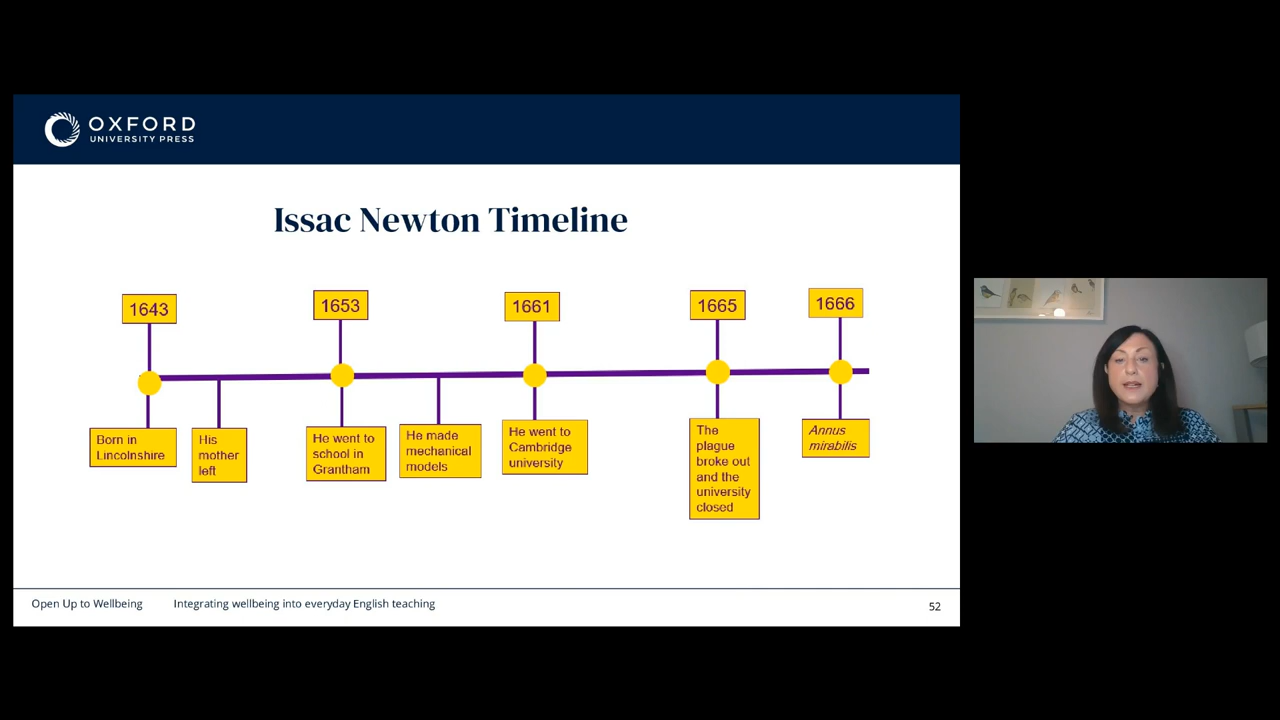 OXFORD
UNIVERSITY PRESS
Issac Newton Timeline
1643
1653
1661
1665
1666
Born in
Lincolnshire
His
mother
left
He went to
school in
Grantham
He made
mechanical
models
He went to
Cambridge
university
The
plague
broke out
and the
university
closed
Annus
mirabilis
Open Up to Wellbeing
Integrating wellbeing into everyday English teaching
52